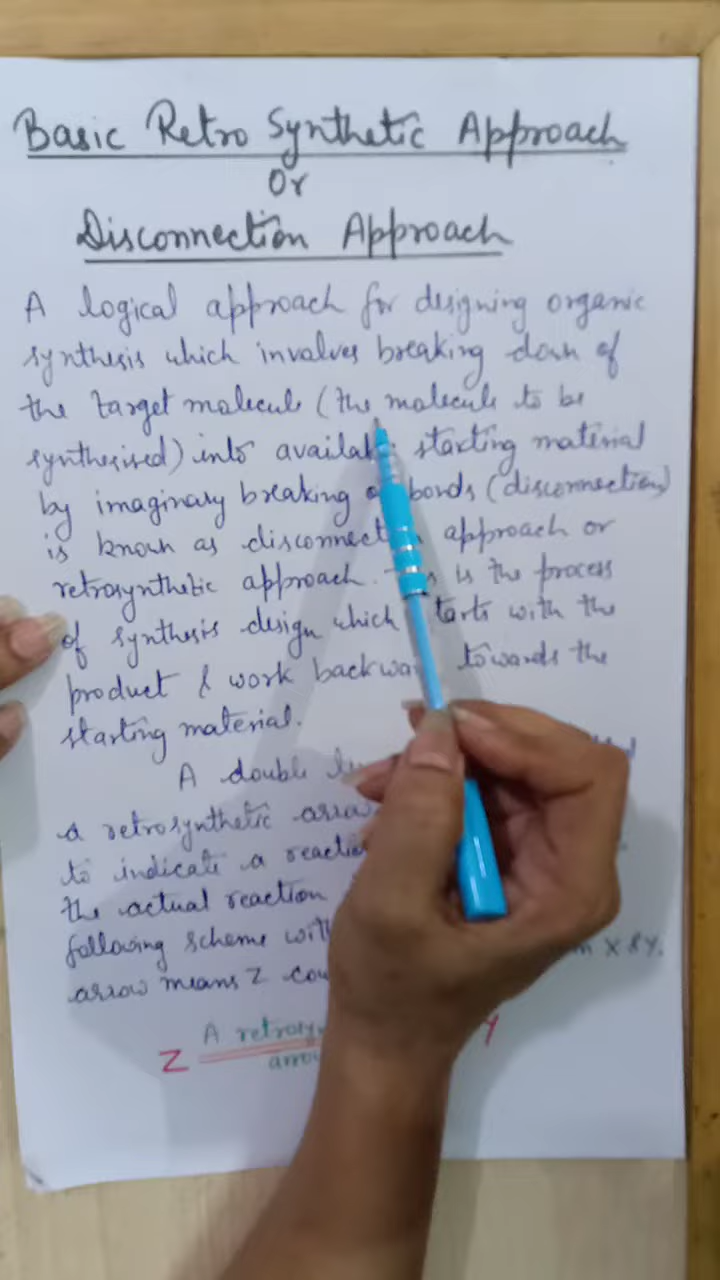 Basic Retro Synthetic Approach
Or
Disconnection Approach
A logical approach for designing organic
synthesis which involves breaking down of
the target molecule (the molecule to be
synthesised) into available starting material
by imaginary breaking of bonds (disconnection)
is known as disconnection approach or
retrosynthetic approach. is the process
of synthesis design which starts with the
product & work backward towards the
starting material.
A double
a retrosynthetic arrow
to indicate a reaction
the actual reaction
following scheme with X & Y.
arrow means Z
A retrosyn
Z Y
arrow